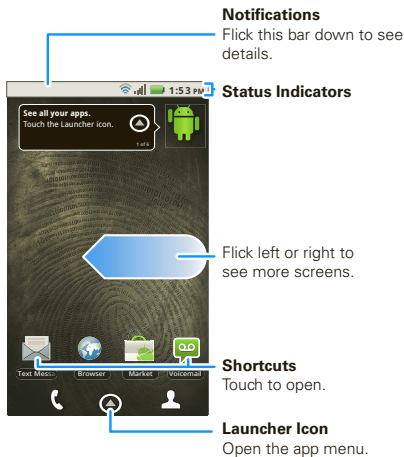 Notifications
Flick this bar down to see
details.
1:53 PM
Status Indicators
See all your apps.
Touch the Launcher icon.
1 of 6
Flick left or right to
see more screens.
Text Messa
Browser
Market
Voicemail
Shortcuts
Touch to open.
Launcher Icon
Open the app menu.